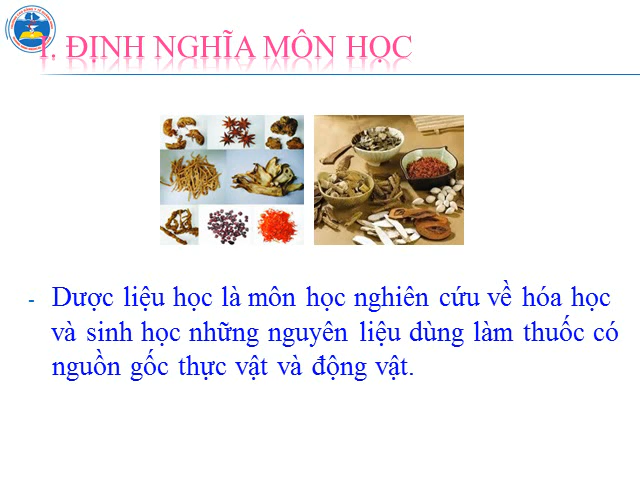 I. ĐỊNH NGHĨA MÔN HỌC
- Dược liệu học là môn học nghiên cứu về hóa học
và sinh học những nguyên liệu dùng làm thuốc có
nguồn gốc thực vật và động vật.